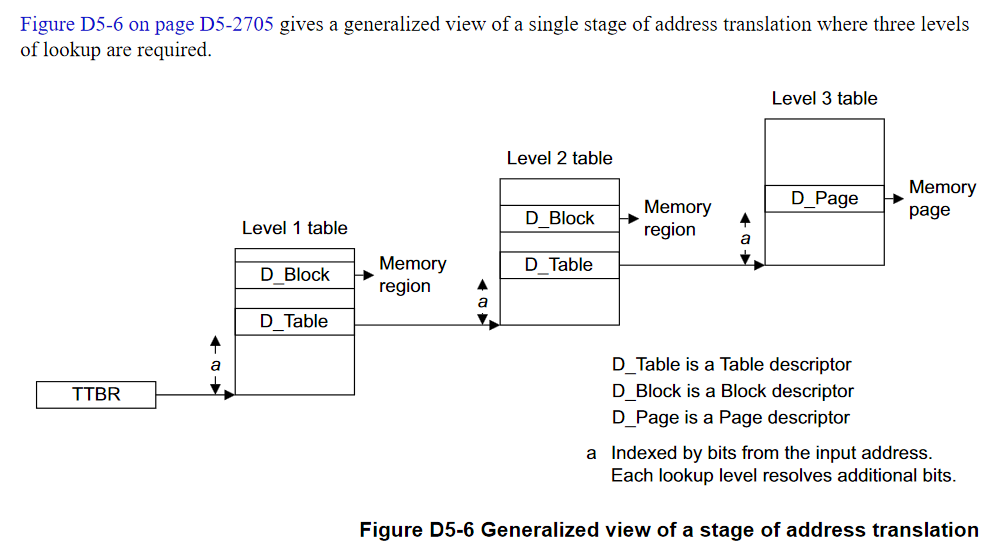 Figure D5-6 on page D5-2705 gives a generalized view of a single stage of address translation where three levels
of lookup are required.
Level 3 table
Level 2 table
D_Page
Memory
page
D_Block
Memory
region
a
Level 1 table
D_Table
D_Block
Memory
region
a
D_Table
a
TTBR
D_Table is a Table descriptor
D_Block is a Block descriptor
D_Page is a Page descriptor
a Indexed by bits from the input address.
Each lookup level resolves additional bits.
Figure D5-6 Generalized view of a stage of address translation